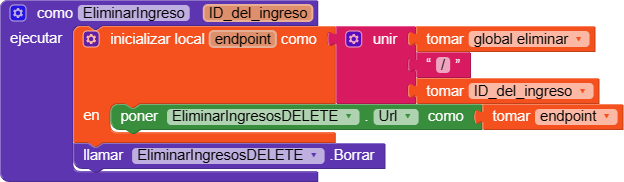 como EliminarIngreso ID_del_ingreso
ejecutar inicializar local endpoint como unir tomar global eliminar
“ / ”
tomar ID_del_ingreso
en poner EliminarIngresosDELETE . Url como tomar endpoint
llamar EliminarIngresosDELETE .Borrar